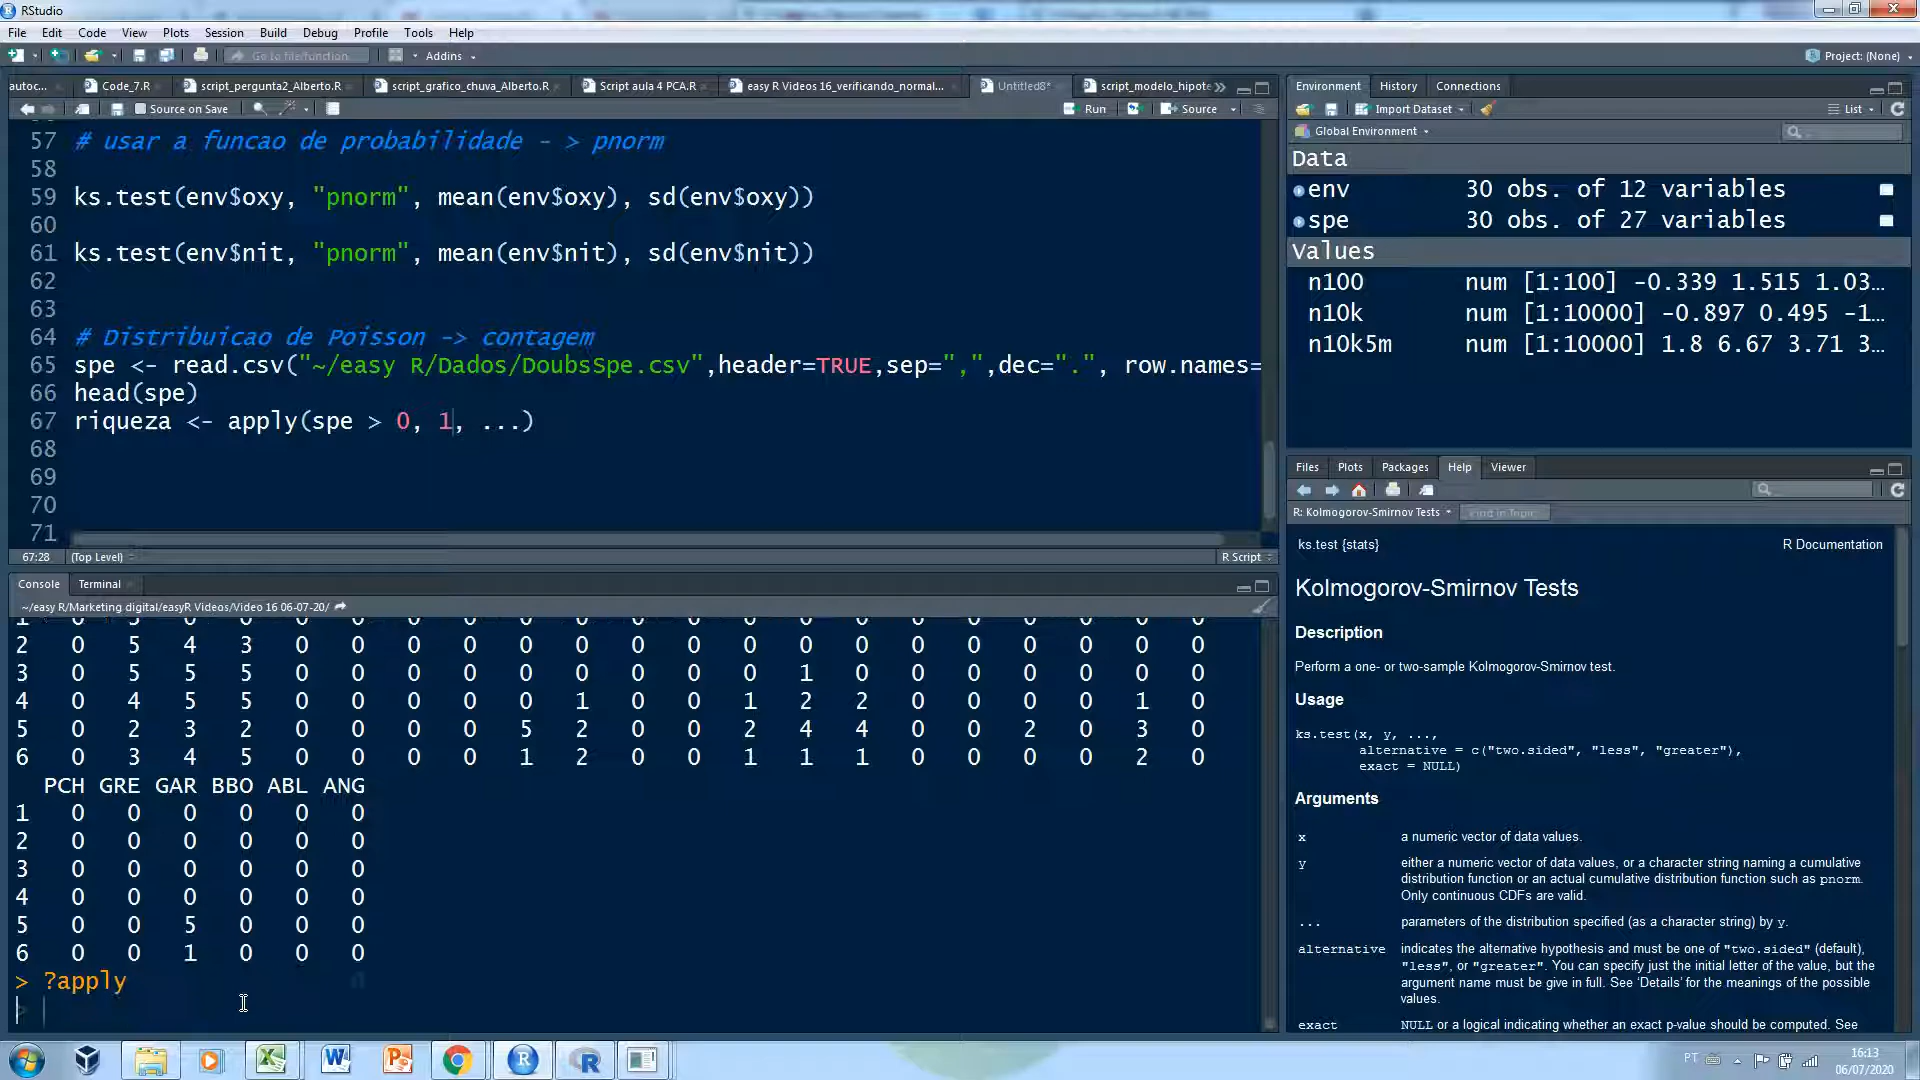 RStudio
File Edit Code View Plots Session Build Debug Profile Tools Help
Go to file/function Addins Project: (None)
autoc... Code_7.R script_pergunta2_Alberto.R script_grafico_chuva_Alberto.R Script aula 4 PCA.R easy R Videos 16_verificando_normal... Untitled8* script_modelo_hipote
Source on Save Run Source
57 # usar a funcao de probabilidade - > pnorm
58
59 ks.test(env$oxy, "pnorm", mean(env$oxy), sd(env$oxy))
60
61 ks.test(env$nit, "pnorm", mean(env$nit), sd(env$nit))
62
63
64 # Distribuicao de Poisson -> contagem
65 spe <- read.csv("~/easy R/Dados/DoubsSpe.csv",header=TRUE,sep=",",dec=".", row.names=
66 head(spe)
67 riqueza <- apply(spe > 0, 1, ...)
68
69
70
71
67:28 (Top Level) R Script
Console Terminal
~/easy R/Marketing digital/easyR Videos/Video 16 06-07-20/
2 0 5 4 3 0 0 0 0 0 0 0 0 0 0 0 0 0 0 0 0 0
3 0 5 5 5 0 0 0 0 0 0 0 0 0 1 0 0 0 0 0 0 0
4 0 4 5 5 0 0 0 0 0 1 0 0 1 2 2 0 0 0 0 1 0
5 0 2 3 2 0 0 0 0 5 2 0 0 2 4 4 0 0 2 0 3 0
6 0 3 4 5 0 0 0 0 1 2 0 0 1 1 1 0 0 0 0 2 0
PCH GRE GAR BBO ABL ANG
1 0 0 0 0 0 0
2 0 0 0 0 0 0
3 0 0 0 0 0 0
4 0 0 0 0 0 0
5 0 0 5 0 0 0
6 0 0 1 0 0 0
> ?apply
>
Environment History Connections
Import Dataset List
Global Environment
Data
env 30 obs. of 12 variables
spe 30 obs. of 27 variables
Values
n100 num [1:100] -0.339 1.515 1.03...
n10k num [1:10000] -0.897 0.495 -1...
n10k5m num [1:10000] 1.8 6.67 3.71 3...
Files Plots Packages Help Viewer
R: Kolmogorov-Smirnov Tests Find in Topic
ks.test {stats} R Documentation
Kolmogorov-Smirnov Tests
Description
Perform a one- or two-sample Kolmogorov-Smirnov test.
Usage
ks.test(x, y, ...,
alternative = c("two.sided", "less", "greater"),
exact = NULL)
Arguments
x a numeric vector of data values.
y either a numeric vector of data values, or a character string naming a cumulative
distribution function or an actual cumulative distribution function such as pnorm.
Only continuous CDFs are valid.
... parameters of the distribution specified (as a character string) by y.
alternative indicates the alternative hypothesis and must be one of "two.sided" (default),
"less", or "greater". You can specify just the initial letter of the value, but the
argument name must be give in full. See 'Details' for the meanings of the possible
values.
exact NULL or a logical indicating whether an exact p-value should be computed. See
PT 16:13
06/07/2020